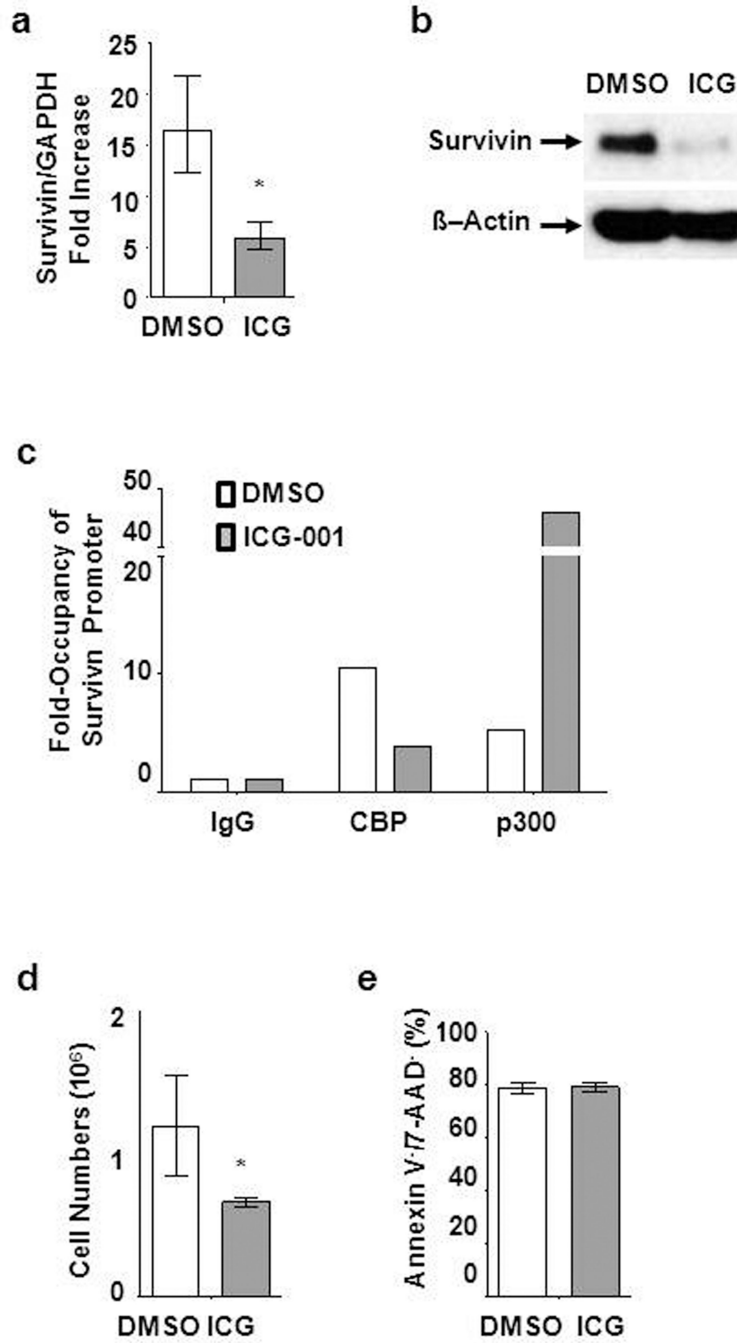 a
Survivin/GAPDH
Fold Increase
25
20
15
10
5
0
*
DMSO ICG
b
DMSO ICG
Survivin
ß–Actin
c
Fold-Occupancy of
Survivn Promoter
50
40
20
10
0
DMSO
ICG-001
IgG CBP p300
d
Cell Numbers (10⁶)
2
1
0
*
DMSO ICG
e
Annexin V⁻/7-AAD⁻ (%)
100
80
60
40
20
0
DMSO ICG